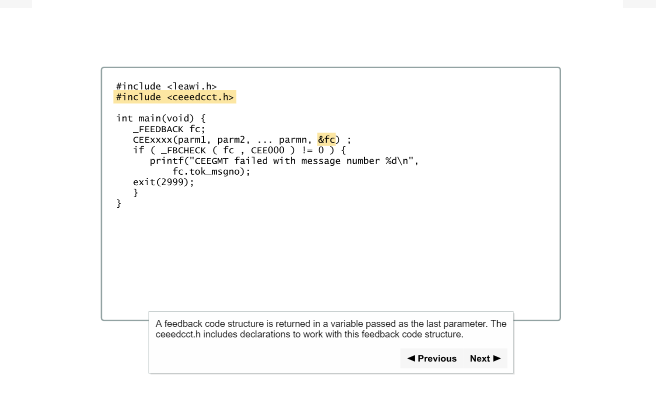 #include <leawi.h>
#include <ceeedcct.h>
int main(void) {
_FEEDBACK fc;
CEExxxx(parm1, parm2, ... parmn, &fc) ;
if ( _FBCHECK ( fc , CEE000 ) != 0 ) {
printf("CEEGMT failed with message number %d\n",
fc.tok_msgno);
exit(2999);
}
}
A feedback code structure is returned in a variable passed as the last parameter. The
ceeedcct.h includes declarations to work with this feedback code structure.
◄ Previous Next ►